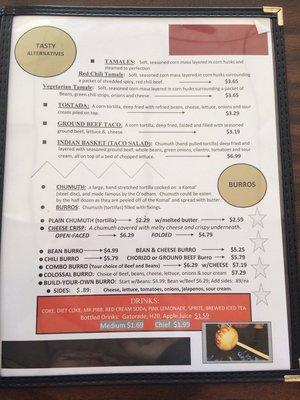 TASTY
ALTERNATIVES
TAMALES: Soft, seasoned corn masa layered in corn husks and
steamed to perfection
Red Chili Tamale: Soft, seasoned corn masa layered in corn husks surrounding
a packet of shredded spicy, red chili beef. $3.65
Vegetarian Tamale: Soft, seasoned corn masa layered in corn husks surrounding a packet of
Beans, green chili strips, onions and cheese $3.65
TOSTADA: A corn tortilla, deep fried with refried beans, cheese, lettuce, onions and sour
cream piled on top. $3.29
GROUND BEEF TACO: A corn tortilla, deep fried, folded and filled with seasoned
ground beef, lettuce & cheese $3.19
INDIAN BASKET (TACO SALAD): Chumuth (hand pulled tortilla) deep fried and
layered with seasoned ground beef, whole beans, green onions, cilantro, tomatoes and sour
cream, all on top of a bed of chopped lettuce. $6.99
BURROS
CHUMUTH: a large, hand stretched tortilla cooked on a Komal'
(steel disc), and made famous by the O'odham. Chumuth could be eaten
by the half dozen as they are peeled off the Komal' and spread with butter.
BURROS: Chumuth (tortillas) filled with fixings.
PLAIN CHUMUTH (tortilla) $2.29 w/melted butter $2.59
CHEESE CRISP: A chumuth covered with melty cheese and crispy underneath.
OPEN-FACED $6.29 FOLDED $4.79
BEAN BURRO $4.99 BEAN & CHEESE BURRO $5.25
CHILI BURRO $5.79 CHORIZO or GROUND BEEF Burro $5.79
COMBO BURRO (Your choice of Beef and Beans) $6.29 w/CHEESE $7.19
COLOSSAL BURRO: Choice of Beef, beans, cheese, lettuce, onions & sour cream $7.29
BUILD-YOUR-OWN BURRO: Start w/Beans: $4.99; Bean w/Beef $6.29; Add sides: .89/ea
SIDES: $ .89: Cheese, lettuce, tomatoes, onions, jalapenos, sour cream.
DRINKS:
COKE, DIET COKE, MR.PIBB, RED CREAM SODA, PINK LEMONADE, SPRITE, BREWED ICED TEA
Bottled Drinks: Gatorade, H20, Apple Juice $1.59
Medium $1.69 Chief $1.99